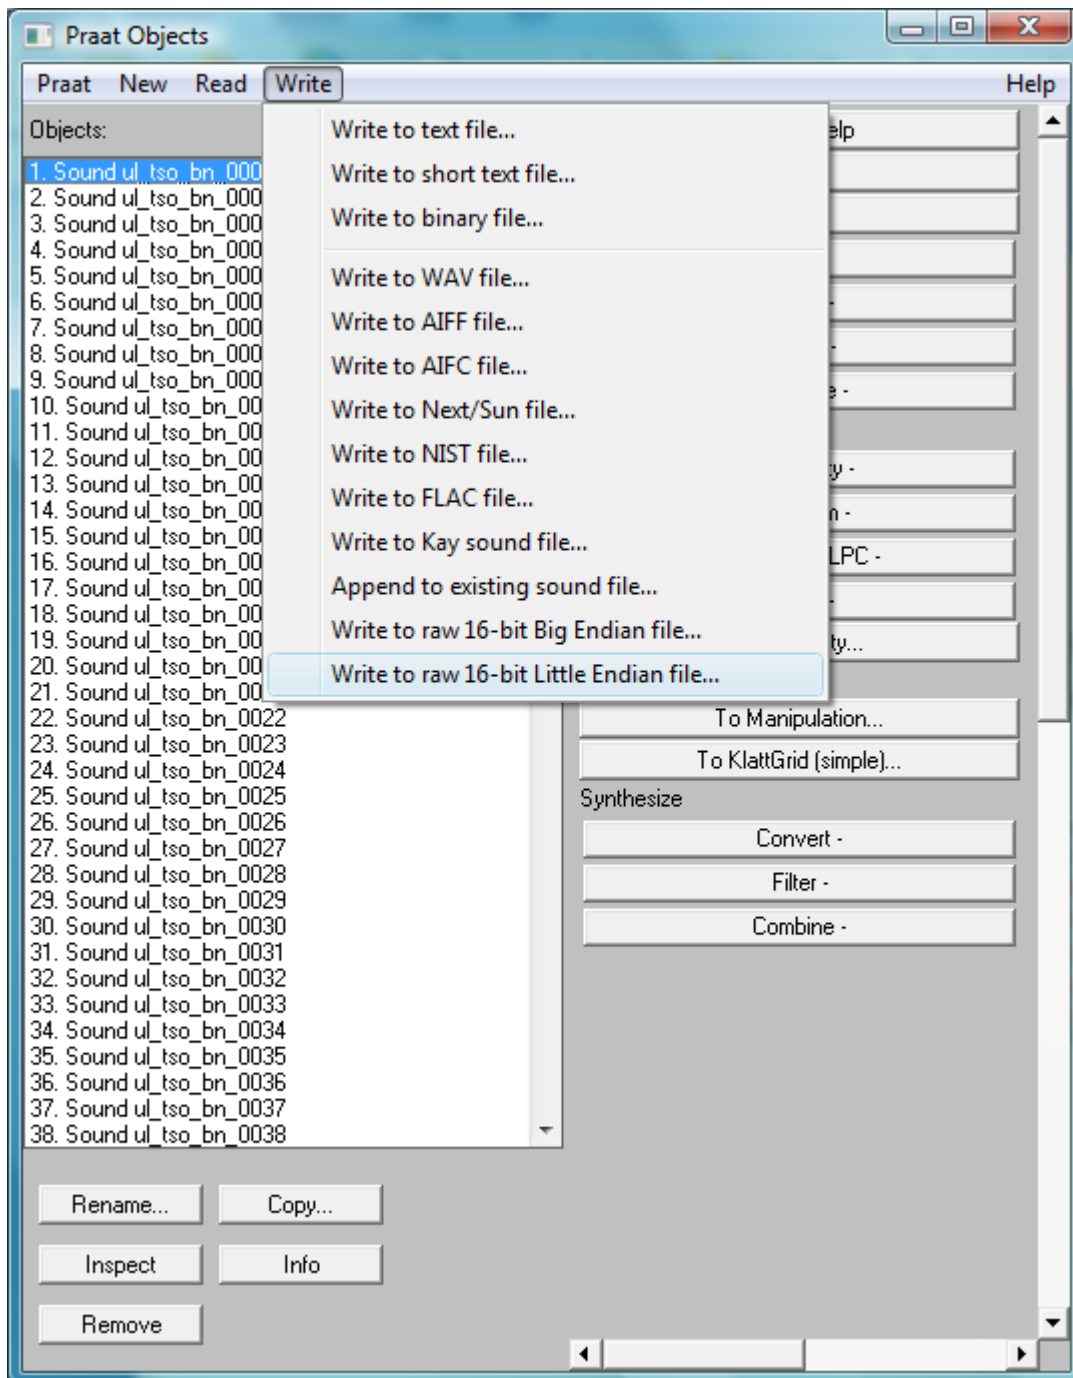 Praat Objects
Praat New Read Write Help
Objects:
1. Sound ul_tso_bn_000
2. Sound ul_tso_bn_000
3. Sound ul_tso_bn_000
4. Sound ul_tso_bn_000
5. Sound ul_tso_bn_000
6. Sound ul_tso_bn_000
7. Sound ul_tso_bn_000
8. Sound ul_tso_bn_000
9. Sound ul_tso_bn_000
10. Sound ul_tso_bn_00
11. Sound ul_tso_bn_00
12. Sound ul_tso_bn_00
13. Sound ul_tso_bn_00
14. Sound ul_tso_bn_00
15. Sound ul_tso_bn_00
16. Sound ul_tso_bn_00
17. Sound ul_tso_bn_00
18. Sound ul_tso_bn_00
19. Sound ul_tso_bn_00
20. Sound ul_tso_bn_00
21. Sound ul_tso_bn_00
22. Sound ul_tso_bn_0022
23. Sound ul_tso_bn_0023
24. Sound ul_tso_bn_0024
25. Sound ul_tso_bn_0025
26. Sound ul_tso_bn_0026
27. Sound ul_tso_bn_0027
28. Sound ul_tso_bn_0028
29. Sound ul_tso_bn_0029
30. Sound ul_tso_bn_0030
31. Sound ul_tso_bn_0031
32. Sound ul_tso_bn_0032
33. Sound ul_tso_bn_0033
34. Sound ul_tso_bn_0034
35. Sound ul_tso_bn_0035
36. Sound ul_tso_bn_0036
37. Sound ul_tso_bn_0037
38. Sound ul_tso_bn_0038
Write to text file...
Write to short text file...
Write to binary file...
Write to WAV file...
Write to AIFF file...
Write to AIFC file...
Write to Next/Sun file...
Write to NIST file...
Write to FLAC file...
Write to Kay sound file...
Append to existing sound file...
Write to raw 16-bit Big Endian file...
Write to raw 16-bit Little Endian file...
elp
e -
y -
n -
LPC -
ty...
To Manipulation...
To KlattGrid (simple)...
Synthesize
Convert -
Filter -
Combine -
Rename... Copy...
Inspect Info
Remove